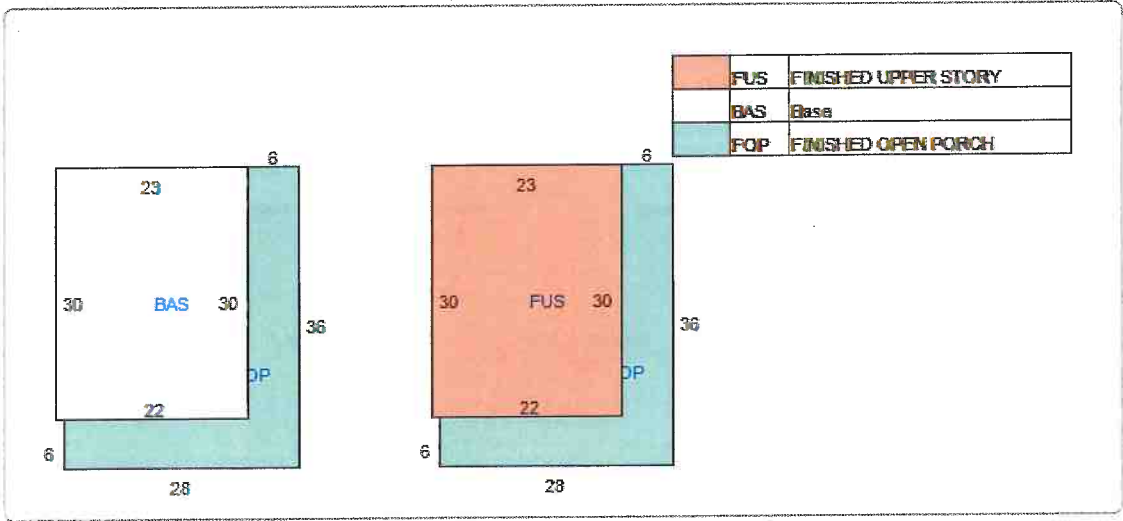 FUS FINISHED UPPER STORY
BAS Base
FOP FINISHED OPEN PORCH
6
23
30 BAS 30
36
OP
22
6
28
6
23
30 FUS 30
36
OP
22
6
28